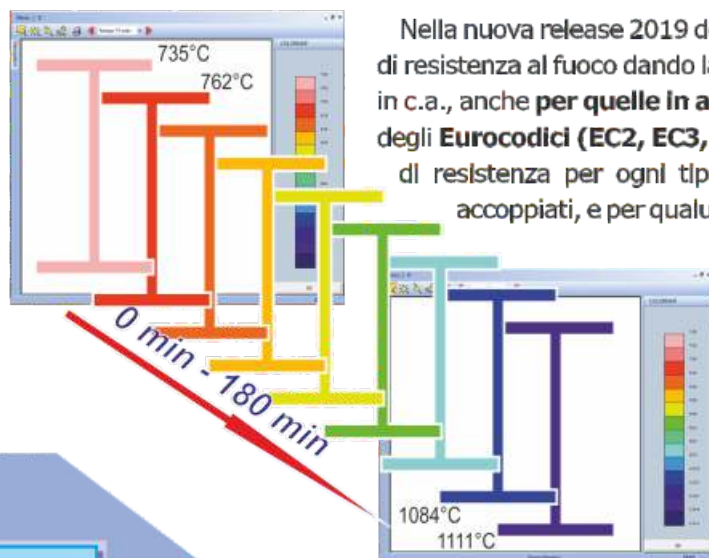 Nella nuova release 2019 d
di resistenza al fuoco dando la
in c.a., anche per quelle in a
degli Eurocodici (EC2, EC3,
di resistenza per ogni tip
accoppiati, e per qualu
735°C
762°C
0 min - 180 min
1084°C
1111°C